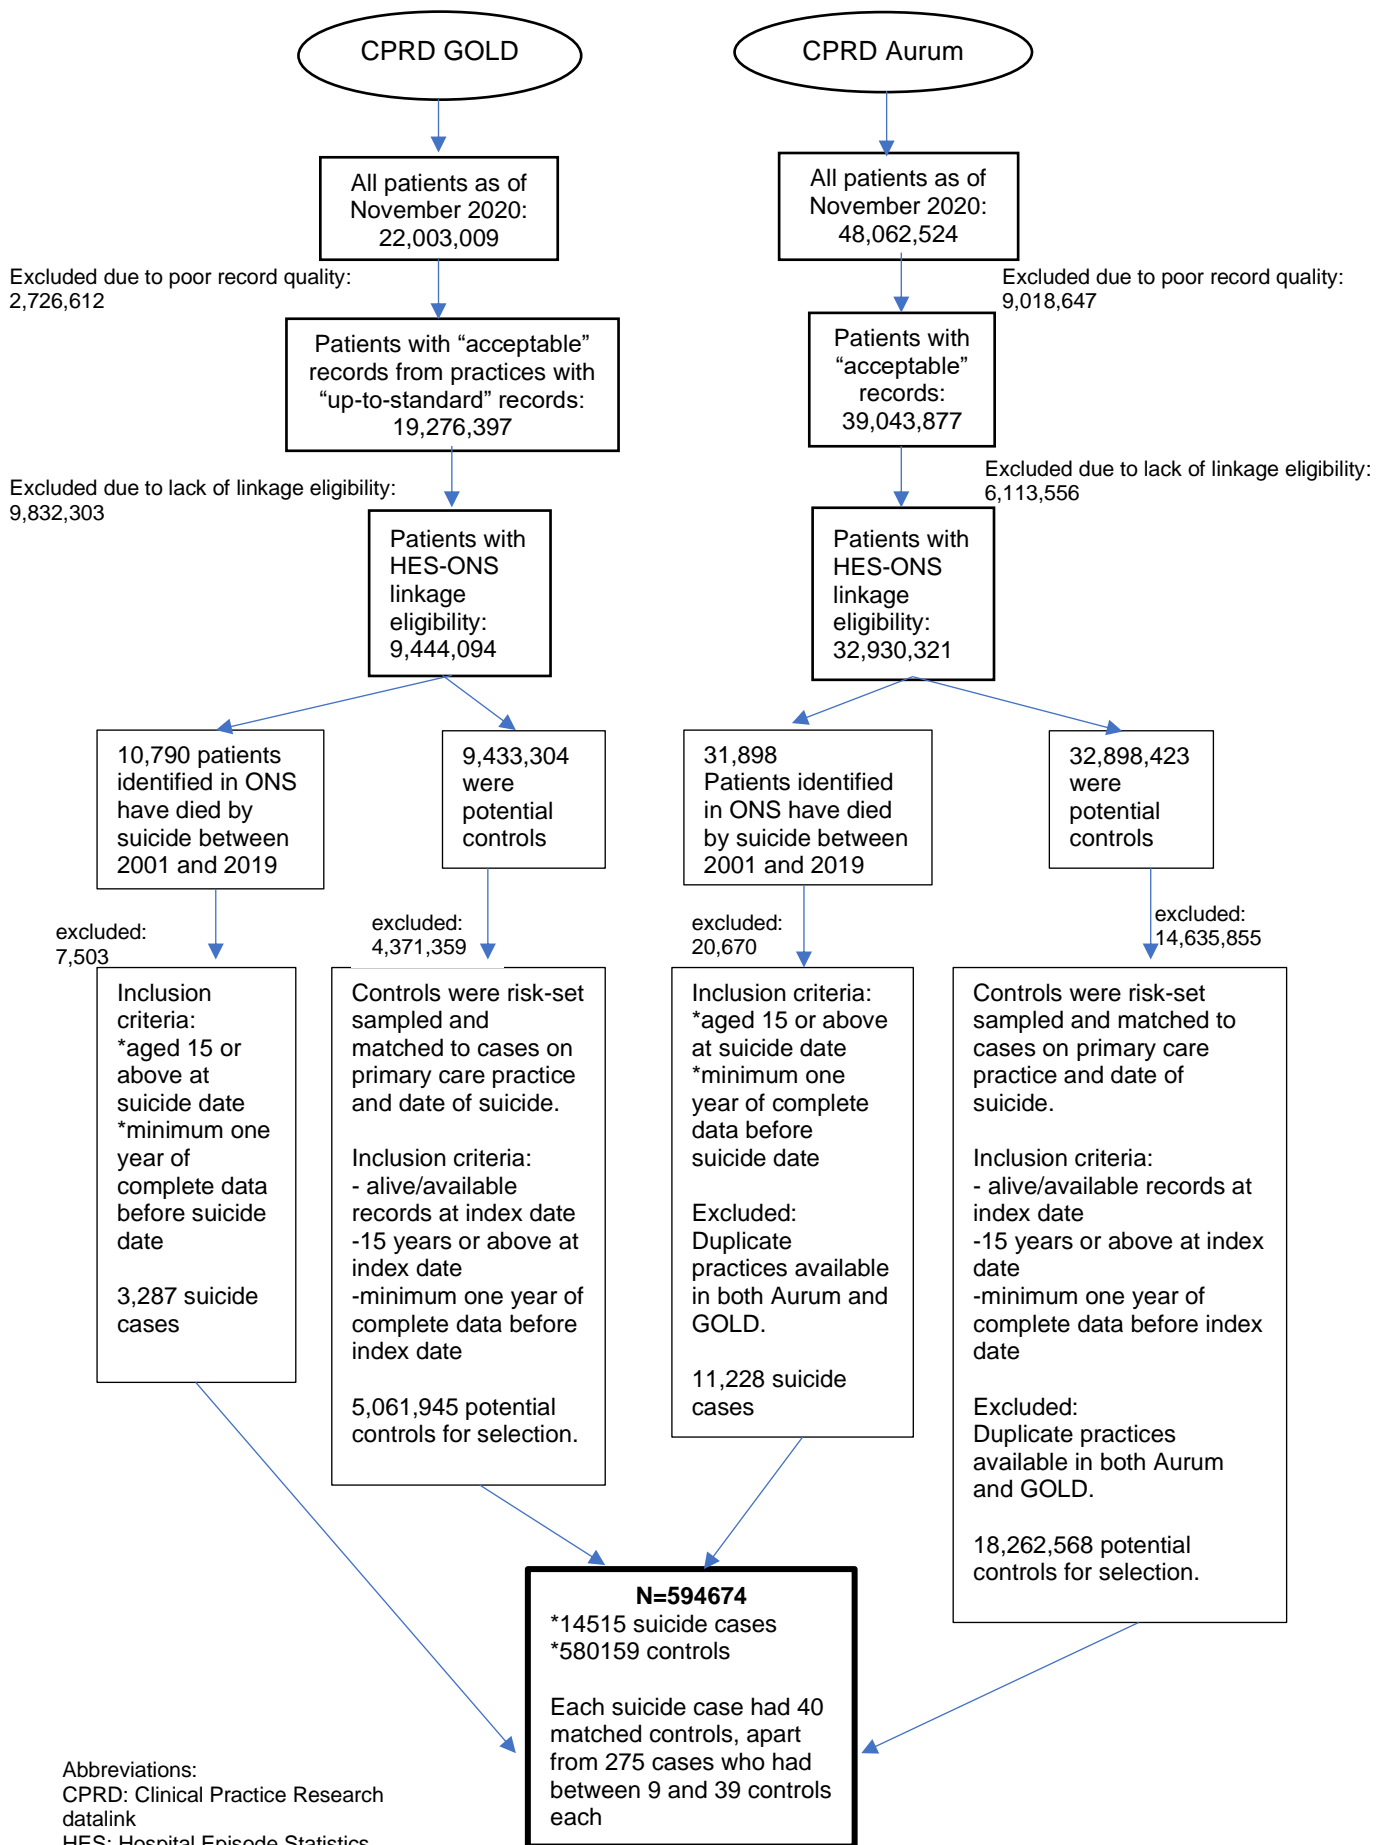 CPRD GOLD
CPRD Aurum
All patients as of
November 2020:
22,003,009
All patients as of
November 2020:
48,062,524
Excluded due to poor record quality:
2,726,612
Excluded due to poor record quality:
9,018,647
Patients with “acceptable”
records from practices with
“up-to-standard” records:
19,276,397
Patients with
“acceptable”
records:
39,043,877
Excluded due to lack of linkage eligibility:
9,832,303
Excluded due to lack of linkage eligibility:
6,113,556
Patients with
HES-ONS
linkage
eligibility:
9,444,094
Patients with
HES-ONS
linkage
eligibility:
32,930,321
10,790 patients
identified in ONS
have died by
suicide between
2001 and 2019
9,433,304
were
potential
controls
31,898
Patients identified
in ONS have died
by suicide between
2001 and 2019
32,898,423
were
potential
controls
excluded:
7,503
excluded:
4,371,359
excluded:
20,670
excluded:
14,635,855
Inclusion
criteria:
*aged 15 or
above at
suicide date
*minimum one
year of
complete data
before suicide
date
3,287 suicide
cases
Controls were risk-set
sampled and
matched to cases on
primary care practice
and date of suicide.
Inclusion criteria:
- alive/available
records at index date
-15 years or above at
index date
-minimum one year of
complete data before
index date
5,061,945 potential
controls for selection.
Inclusion criteria:
*aged 15 or above
at suicide date
*minimum one
year of complete
data before
suicide date
Excluded:
Duplicate
practices available
in both Aurum and
GOLD.
11,228 suicide
cases
Controls were risk-set
sampled and matched to
cases on primary care
practice and date of
suicide.
Inclusion criteria:
- alive/available records at
index date
-15 years or above at index
date
-minimum one year of
complete data before index
date
Excluded:
Duplicate practices
available in both Aurum
and GOLD.
18,262,568 potential
controls for selection.
N=594674
*14515 suicide cases
*580159 controls
Each suicide case had 40
matched controls, apart
from 275 cases who had
between 9 and 39 controls
each
Abbreviations:
CPRD: Clinical Practice Research
datalink
HES: Hospital Episode Statistics